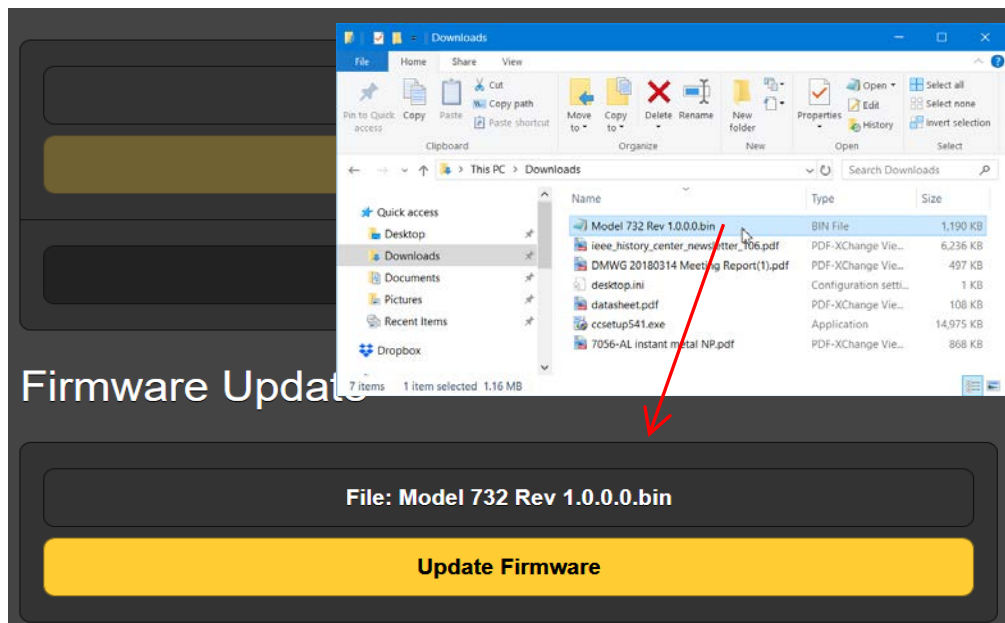 Downloads
File Home Share View
Pin to Quick access
Copy
Paste
Cut
Copy path
Paste shortcut
Move to
Copy to
Delete
Rename
New folder
Properties
Open
Edit
History
Select all
Select none
Invert selection
Clipboard Organize New Open Select
This PC > Downloads
Search Downloads
Name Type Size
Quick access
Desktop
Downloads
Documents
Pictures
Recent Items
Dropbox
Model 732 Rev 1.0.0.0.bin BIN File 1,190 KB
ieee_history_center_newsletter_106.pdf PDF-XChange Vie... 6,236 KB
DMWG 20180314 Meeting Report(1).pdf PDF-XChange Vie... 497 KB
desktop.ini Configuration setti... 1 KB
datasheet.pdf PDF-XChange Vie... 108 KB
ccsetup541.exe Application 14,975 KB
7056-AL instant metal NP.pdf PDF-XChange Vie... 868 KB
7 items 1 item selected 1.16 MB
Firmware Update
File: Model 732 Rev 1.0.0.0.bin
Update Firmware